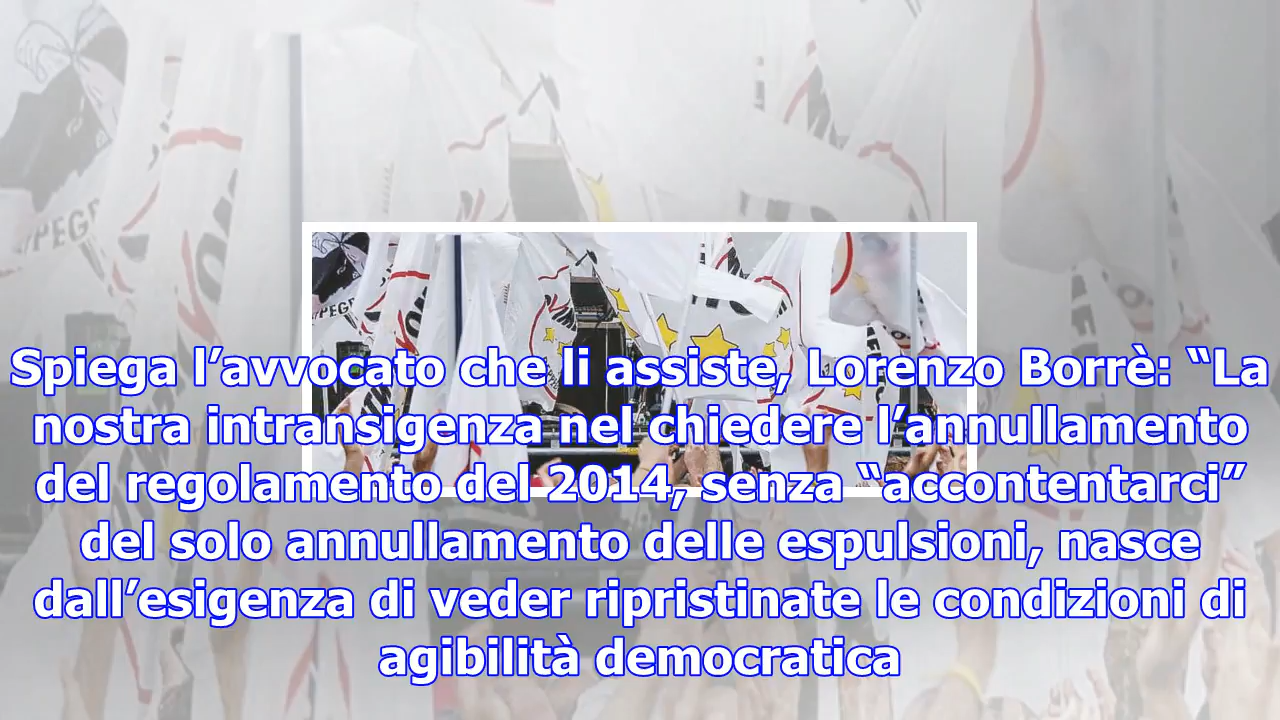 Spiega l’avvocato che li assiste, Lorenzo Borrè: “La
nostra intransigenza nel chiedere l’annullamento
del regolamento del 2014, senza “accontentarci”
del solo annullamento delle espulsioni, nasce
dall’esigenza di veder ripristinate le condizioni di
agibilità democratica